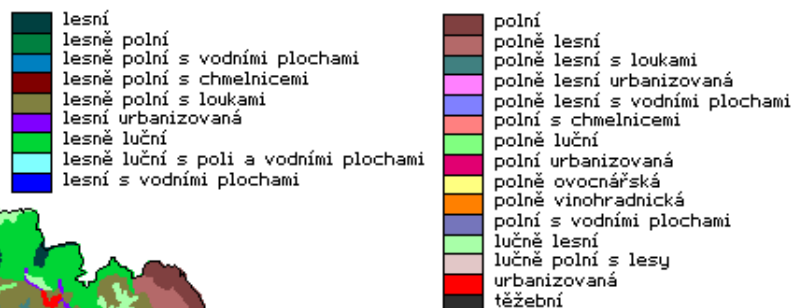 lesní
lesně polní
lesně polní s vodními plochami
lesně polní s chmelnicemi
lesně polní s loukami
lesní urbanizovaná
lesně luční
lesně luční s poli a vodními plochami
lesní s vodními plochami
polní
polně lesní
polně lesní s loukami
polně lesní urbanizovaná
polně lesní s vodními plochami
polní s chmelnicemi
polně luční
polní urbanizovaná
polně ovocnářská
polně vinohradnická
polní s vodními plochami
lučně lesní
lučně polní s lesy
urbanizovaná
těžební